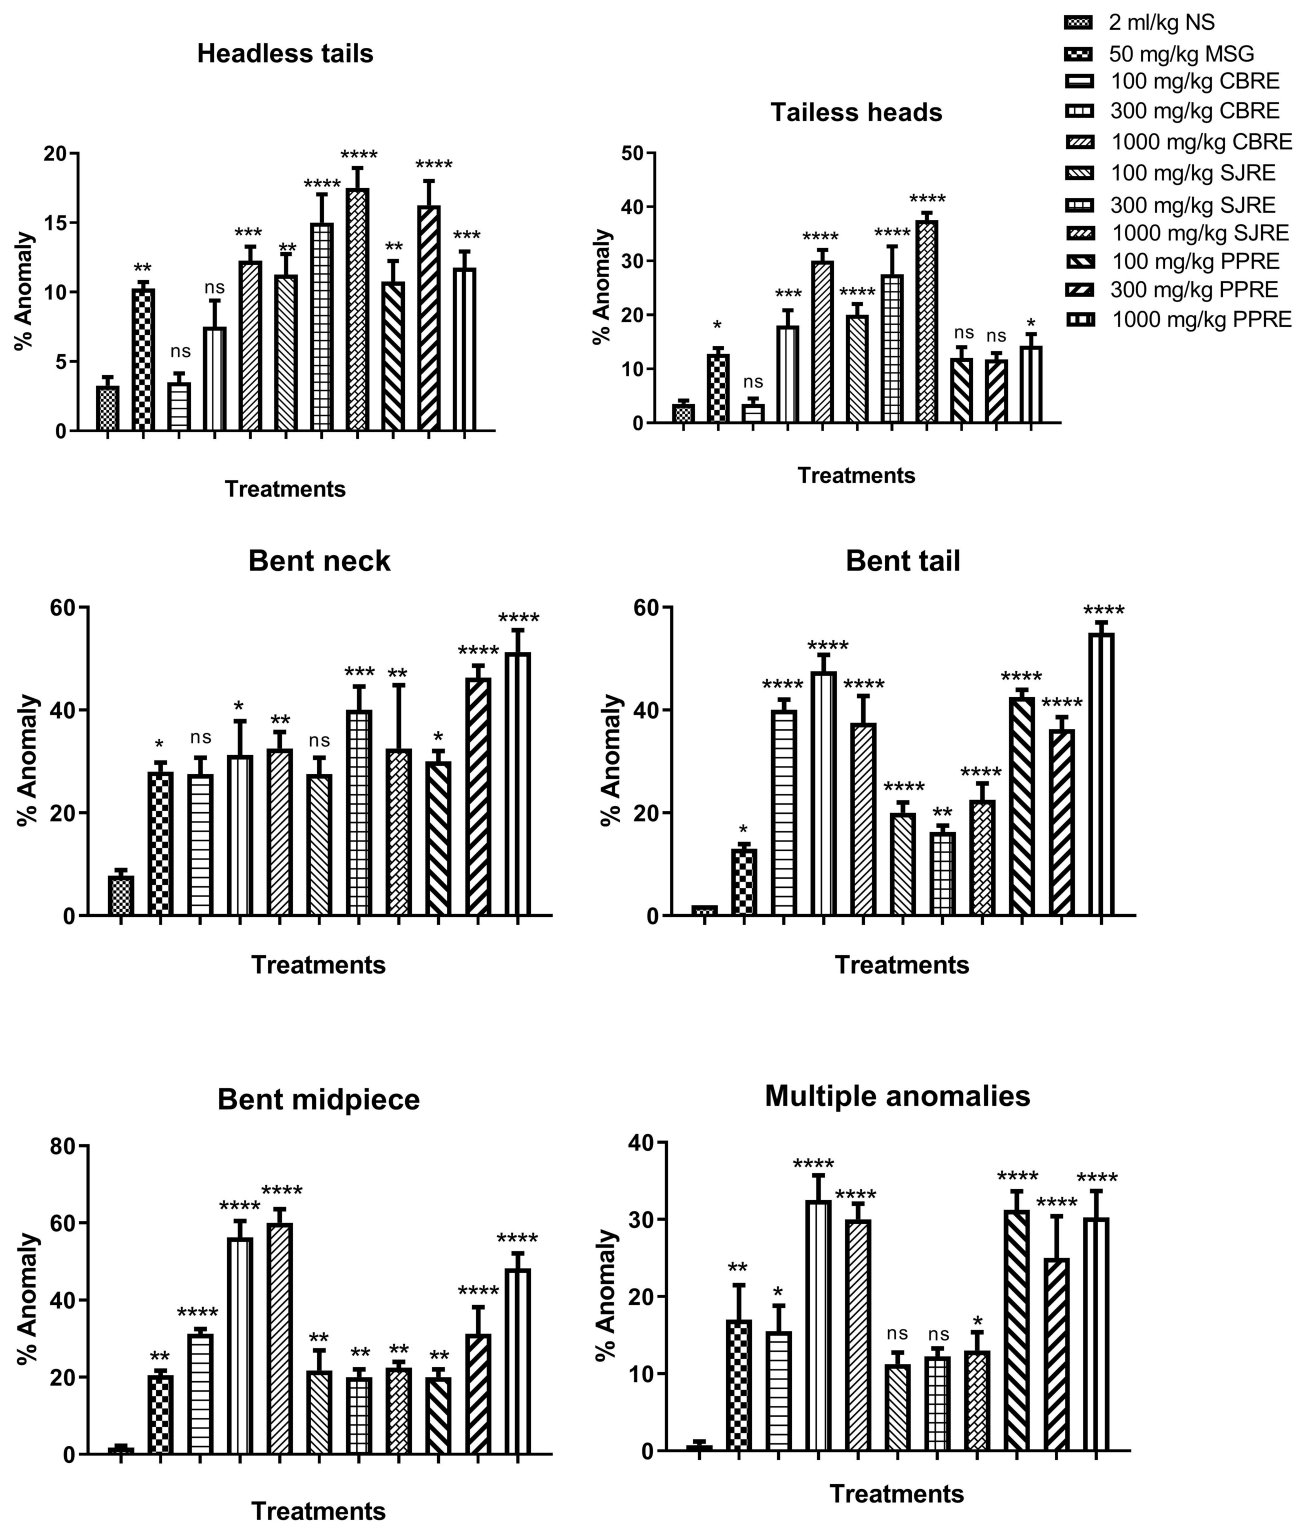 2 ml/kg NS
50 mg/kg MSG
100 mg/kg CBRE
300 mg/kg CBRE
1000 mg/kg CBRE
100 mg/kg SJRE
300 mg/kg SJRE
1000 mg/kg SJRE
100 mg/kg PPRE
300 mg/kg PPRE
1000 mg/kg PPRE
Headless tails
% Anomaly
20
15
10
5
0
** ns ns *** ** **** **** ** **** ***
Treatments
Tailess heads
% Anomaly
50
40
30
20
10
0
* ns *** **** **** **** **** ns ns *
Treatments
Bent neck
% Anomaly
60
40
20
0
* ns * ** ns *** ** * **** ****
Treatments
Bent tail
% Anomaly
60
40
20
0
* **** **** **** **** ** **** **** **** ****
Treatments
Bent midpiece
% Anomaly
80
60
40
20
0
** **** **** **** ** ** ** ** **** ****
Treatments
Multiple anomalies
% Anomaly
40
30
20
10
0
** * **** **** ns ns * **** **** ****
Treatments